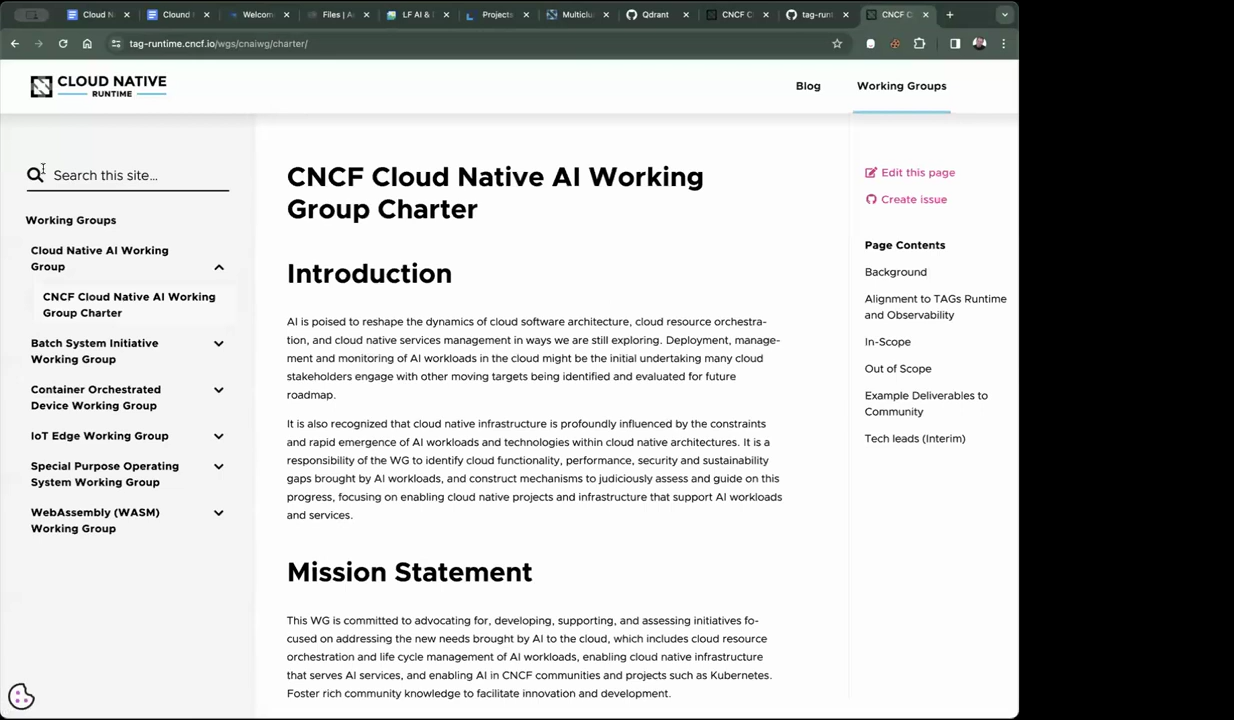 Cloud N
Clound
Welcom
Files | A
LF AI &
Projects
Multiclu
Qdrant
CNCF C
tag-runt
CNCF C
tag-runtime.cncf.io/wgs/cnaiwg/charter/
CLOUD NATIVE
RUNTIME
Blog
Working Groups
Search this site...
Working Groups
Cloud Native AI Working
Group
CNCF Cloud Native AI Working
Group Charter
Batch System Initiative
Working Group
Container Orchestrated
Device Working Group
IoT Edge Working Group
Special Purpose Operating
System Working Group
WebAssembly (WASM)
Working Group
CNCF Cloud Native AI Working
Group Charter
Introduction
AI is poised to reshape the dynamics of cloud software architecture, cloud resource orchestra-
tion, and cloud native services management in ways we are still exploring. Deployment, manage-
ment and monitoring of AI workloads in the cloud might be the initial undertaking many cloud
stakeholders engage with other moving targets being identified and evaluated for future
roadmap.
It is also recognized that cloud native infrastructure is profoundly influenced by the constraints
and rapid emergence of AI workloads and technologies within cloud native architectures. It is a
responsibility of the WG to identify cloud functionality, performance, security and sustainability
gaps brought by AI workloads, and construct mechanisms to judiciously assess and guide on this
progress, focusing on enabling cloud native projects and infrastructure that support AI workloads
and services.
Mission Statement
This WG is committed to advocating for, developing, supporting, and assessing initiatives fo-
cused on addressing the new needs brought by AI to the cloud, which includes cloud resource
orchestration and life cycle management of AI workloads, enabling cloud native infrastructure
that serves AI services, and enabling AI in CNCF communities and projects such as Kubernetes.
Foster rich community knowledge to facilitate innovation and development.
Edit this page
Create issue
Page Contents
Background
Alignment to TAGs Runtime
and Observability
In-Scope
Out of Scope
Example Deliverables to
Community
Tech leads (Interim)